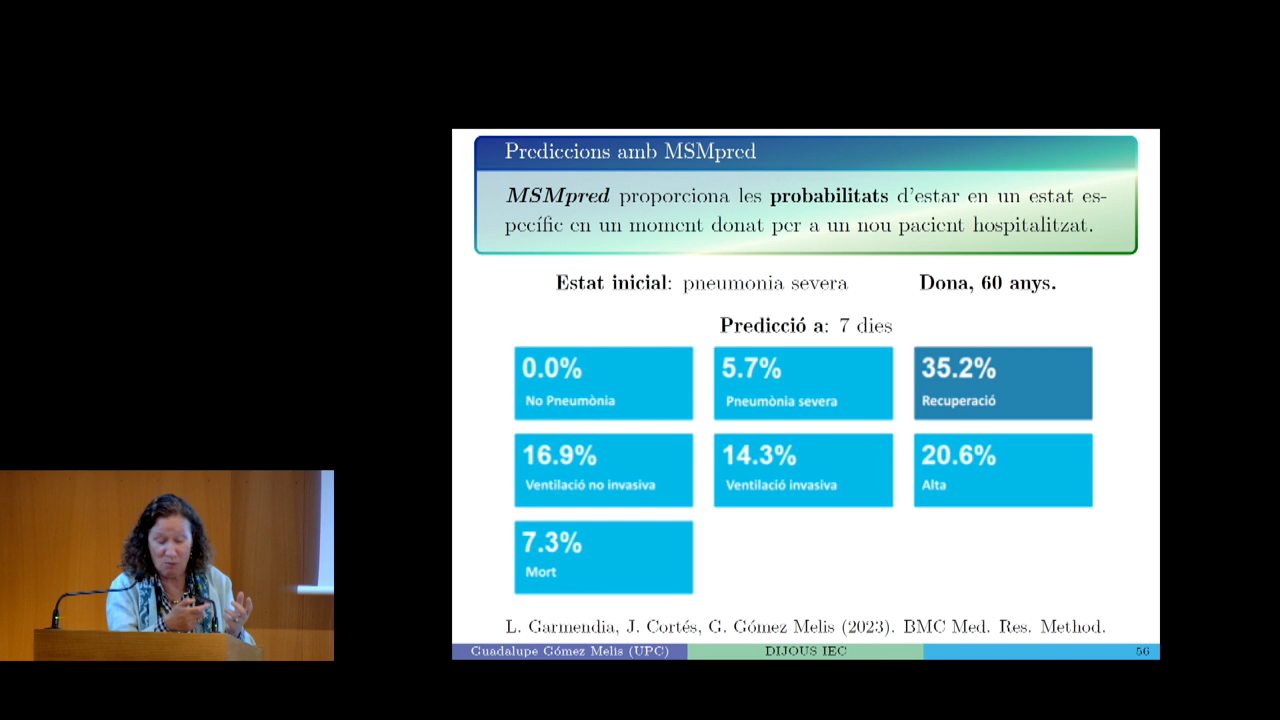 Prediccions amb MSMpred
MSMpred proporciona les probabilitats d'estar en un estat es-
pecífic en un moment donat per a un nou pacient hospitalitzat.
Estat inicial: pneumonia severa
Dona, 60 anys.
Predicció a: 7 dies
0.0%
No Pneumònia
5.7%
Pneumònia severa
35.2%
Recuperació
16.9%
Ventilació no invasiva
14.3%
Ventilació invasiva
20.6%
Alta
7.3%
Mort
L. Garmendia, J. Cortés, G. Gómez Melis (2023). BMC Med. Res. Method.
Guadalupe Gómez Melis (UPC)
DIJOUS IEC
56